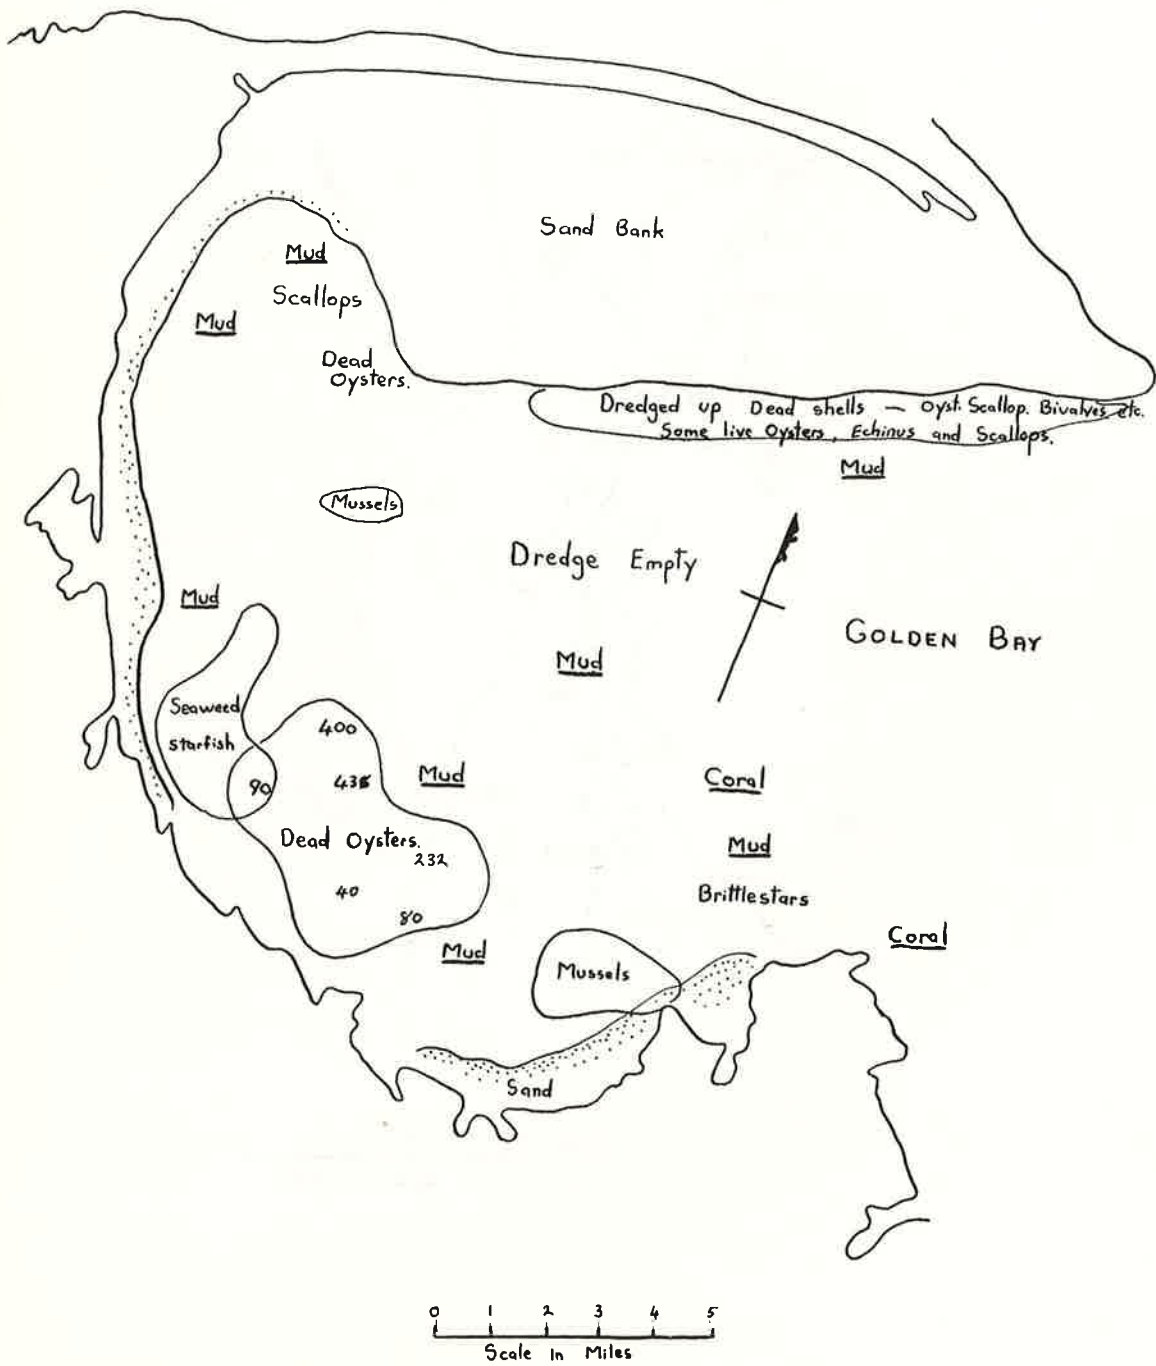 Sand Bank
Mud
Scallops
Mud
Dead
Oysters.
Dredged up Dead shells — Oyst. Scallop. Bivalves etc.
Some live Oysters, Echinus and Scallops.
Mud
Mussels
Dredge Empty
Mud
GOLDEN BAY
Mud
Seaweed
starfish
400
90
Mud
Coral
Dead Oysters.
232
Mud
40
Brittlestars
80
Mud
Coral
Mussels
Sand
0 1 2 3 4 5
Scale In Miles